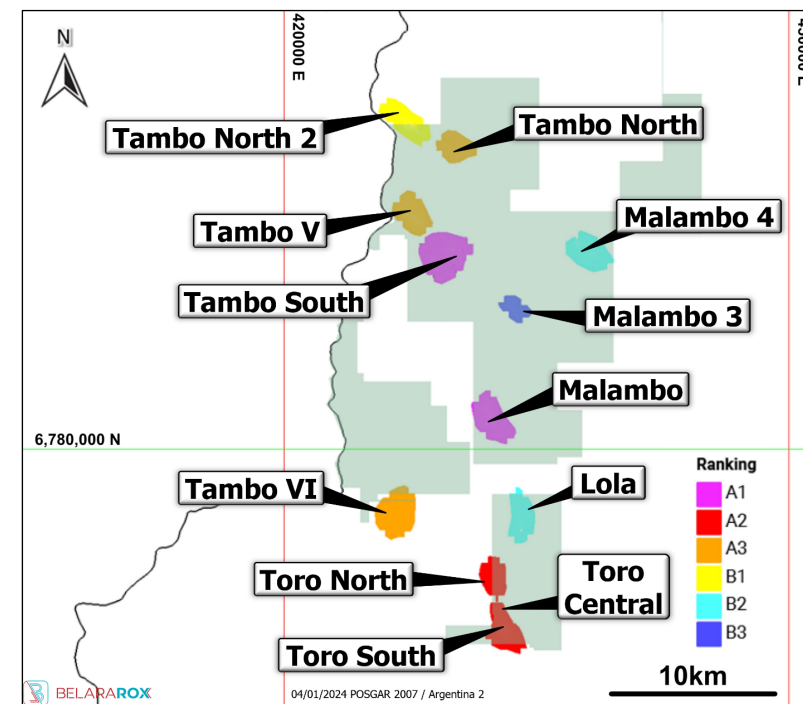 N
420000 E
Tambo North 2
Tambo North
Tambo V
Malambo 4
Tambo South
Malambo 3
Malambo
6,780,000 N
Ranking
A1
A2
A3
B1
B2
B3
Tambo VI
Lola
Toro North
Toro
Central
Toro South
10km
BELARAROX
04/01/2024 POSGAR 2007 / Argentina 2